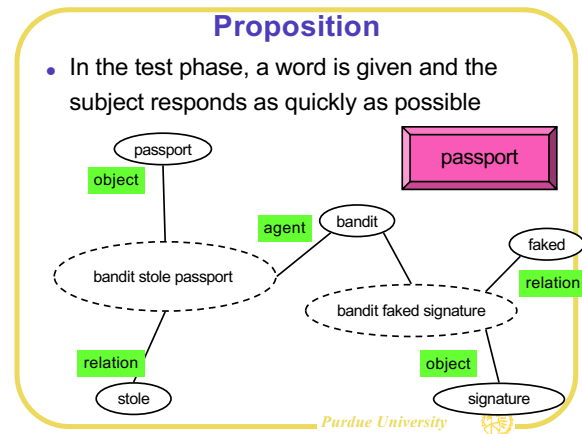 Proposition
• In the test phase, a word is given and the
subject responds as quickly as possible
passport
passport
object
agent
bandit
faked
bandit stole passport
relation
bandit faked signature
relation
object
stole
signature
Purdue University